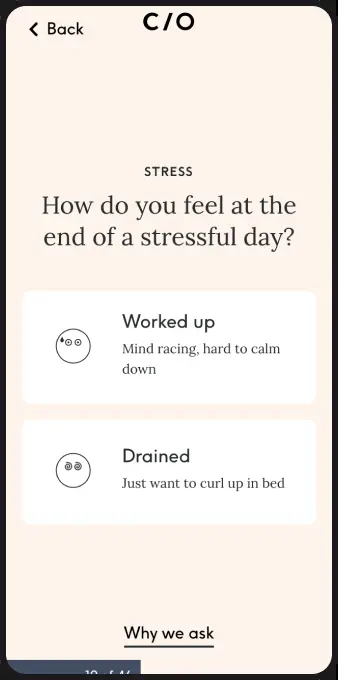 Back
C/O
STRESS
How do you feel at the
end of a stressful day?
Worked up
Mind racing, hard to calm
down
Drained
Just want to curl up in bed
Why we ask